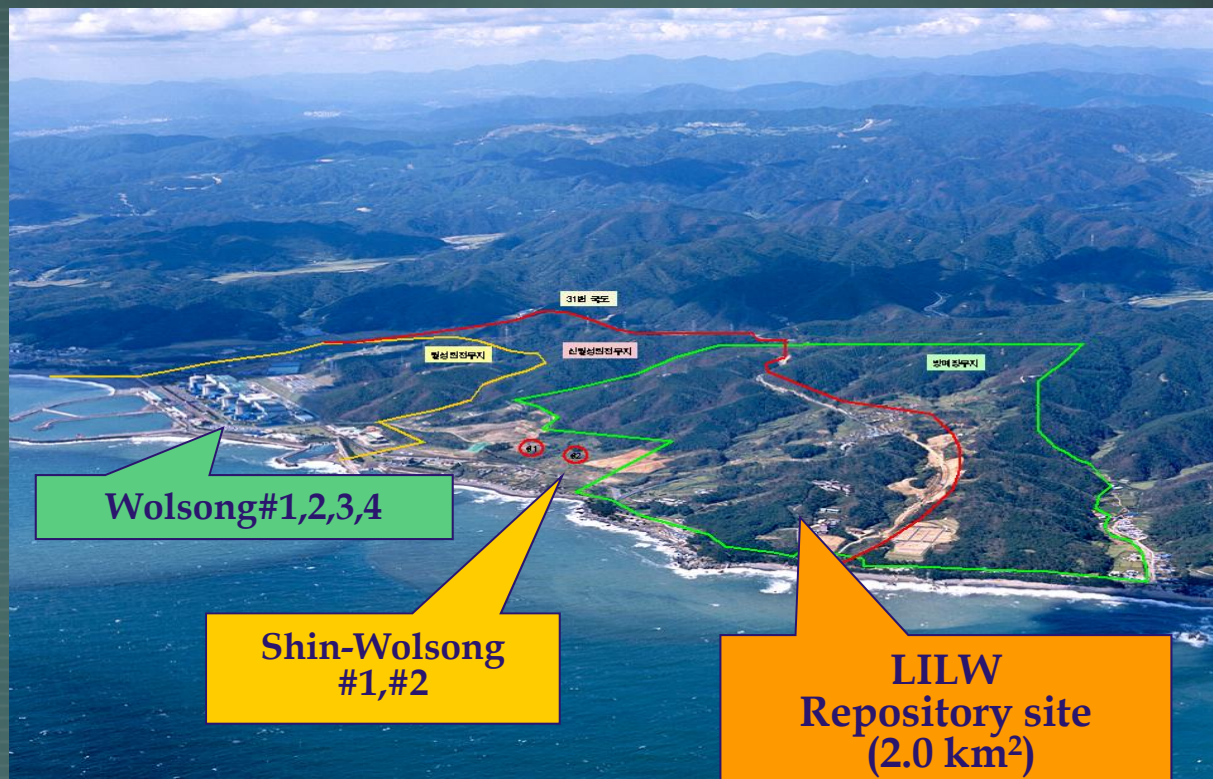 31번 국도
월성원전부지
신월성원전부지
방폐장부지
#1
#2
Wolsong#1,2,3,4
Shin-Wolsong
#1,#2
LILW
Repository site
(2.0 km²)